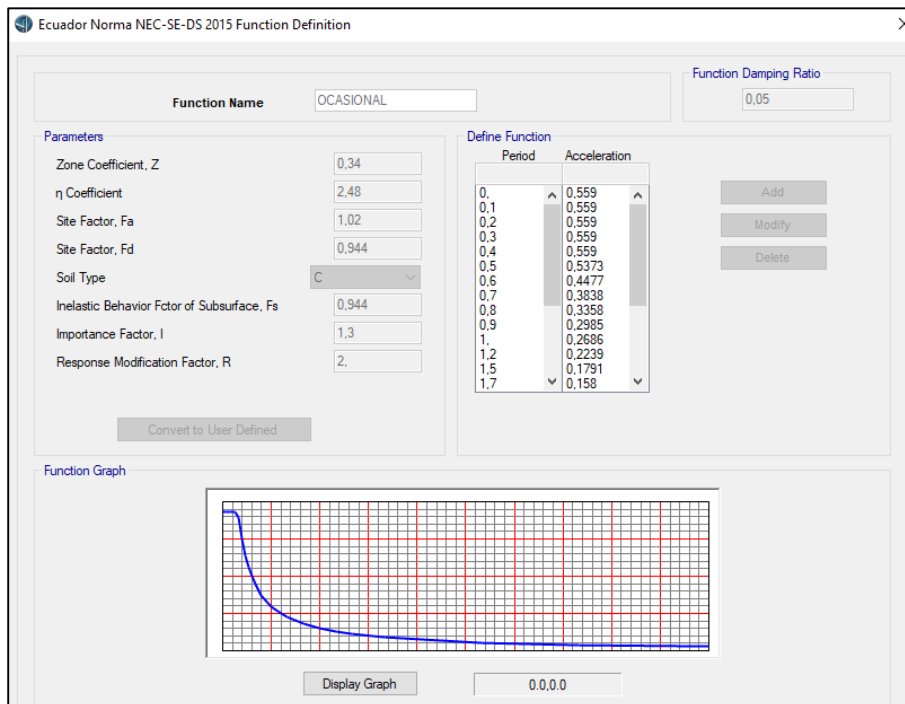 Ecuador Norma NEC-SE-DS 2015 Function Definition
Function Damping Ratio
Function Name OCASIONAL
0,05
Parameters
Zone Coefficient, Z 0,34
η Coefficient 2,48
Site Factor, Fa 1,02
Site Factor, Fd 0,944
Soil Type C
Inelastic Behavior Fctor of Subsurface, Fs 0,944
Importance Factor, I 1,3
Response Modification Factor, R 2,
Convert to User Defined
Define Function
Period Acceleration
0, 0,559
0,1 0,559
0,2 0,559
0,3 0,559
0,4 0,559
0,5 0,5373
0,6 0,4477
0,7 0,3838
0,8 0,3358
0,9 0,2985
1, 0,2686
1,2 0,2239
1,5 0,1791
1,7 0,158
Add
Modify
Delete
Function Graph
Display Graph 0.0,0.0